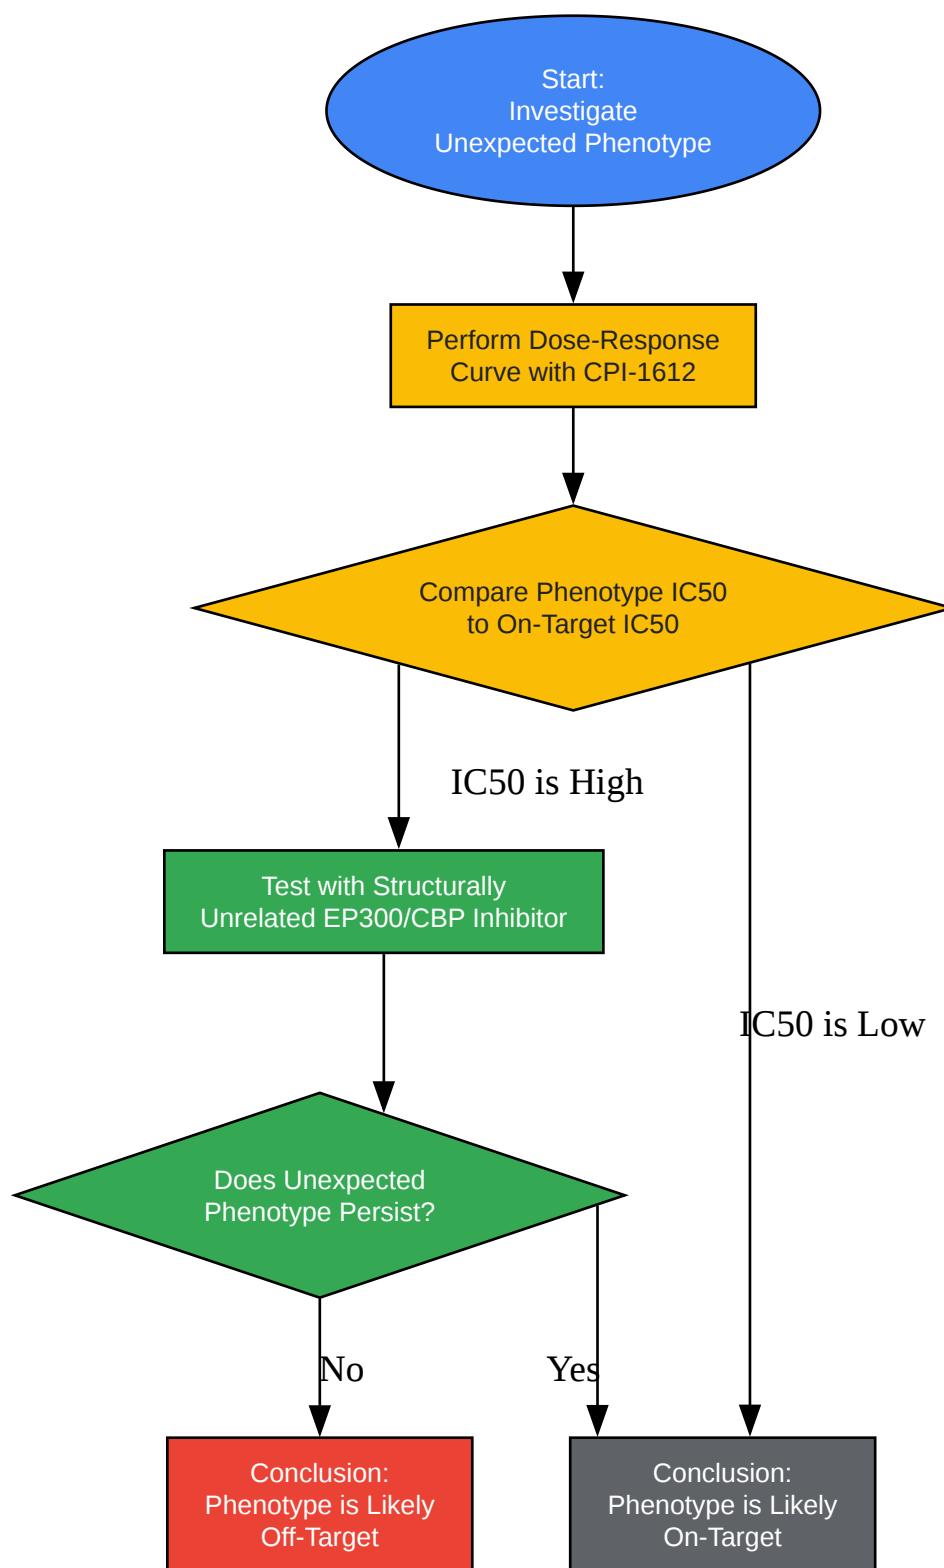 Start:
Investigate
Unexpected Phenotype
Perform Dose-Response
Curve with CPI-1612
Compare Phenotype IC50
to On-Target IC50
IC50 is High
Test with Structurally
Unrelated EP300/CBP Inhibitor
IC50 is Low
Does Unexpected
Phenotype Persist?
No
Yes
Conclusion:
Phenotype is Likely
Off-Target
Conclusion:
Phenotype is Likely
On-Target